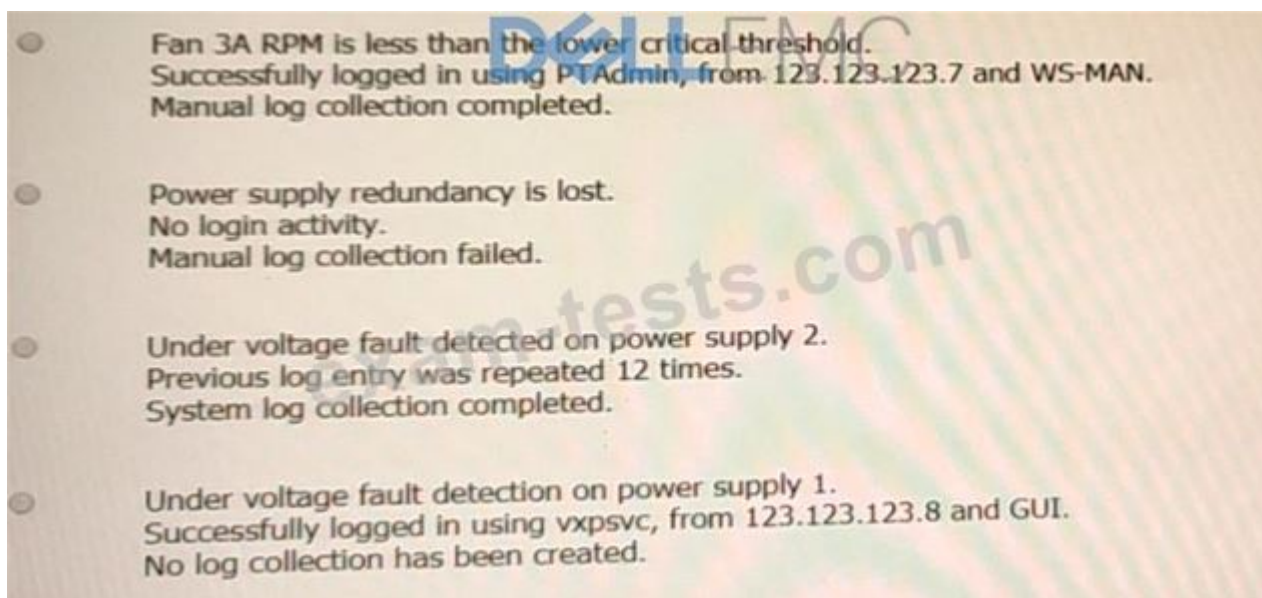 DELL EMC
Fan 3A RPM is less than the lower critical threshold.
Successfully logged in using PTAdmin, from 123.123.123.7 and WS-MAN.
Manual log collection completed.
Power supply redundancy is lost.
No login activity.
Manual log collection failed.
exam-tests.com
Under voltage fault detected on power supply 2.
Previous log entry was repeated 12 times.
System log collection completed.
Under voltage fault detection on power supply 1.
Successfully logged in using vxpsvc, from 123.123.123.8 and GUI.
No log collection has been created.